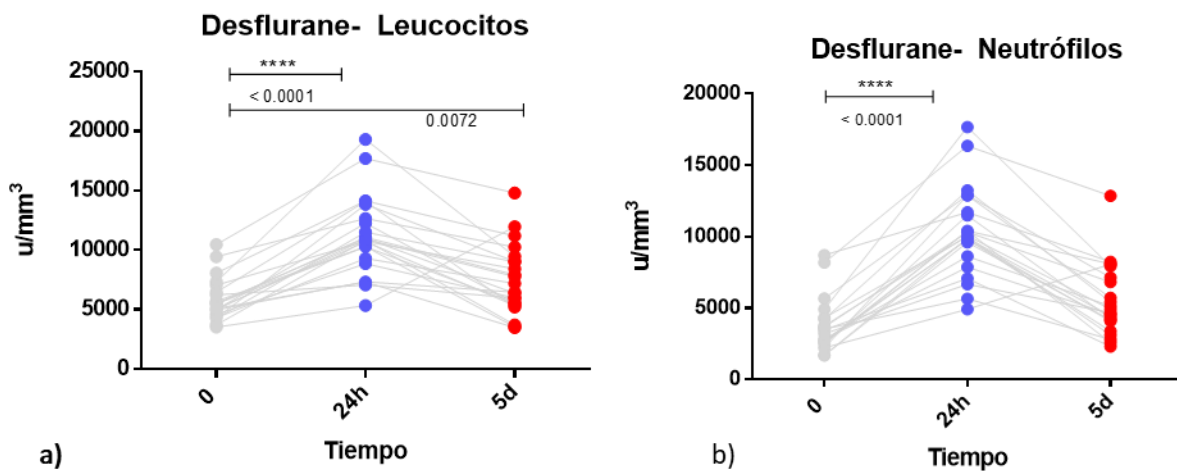 Desflurane- Leucocitos
25000
20000
15000
10000
5000
0
u/mm³
****
< 0.0001
0.0072
0
24h
5d
Tiempo
a)
Desflurane- Neutrófilos
20000
15000
10000
5000
0
u/mm³
****
< 0.0001
0
24h
5d
Tiempo
b)